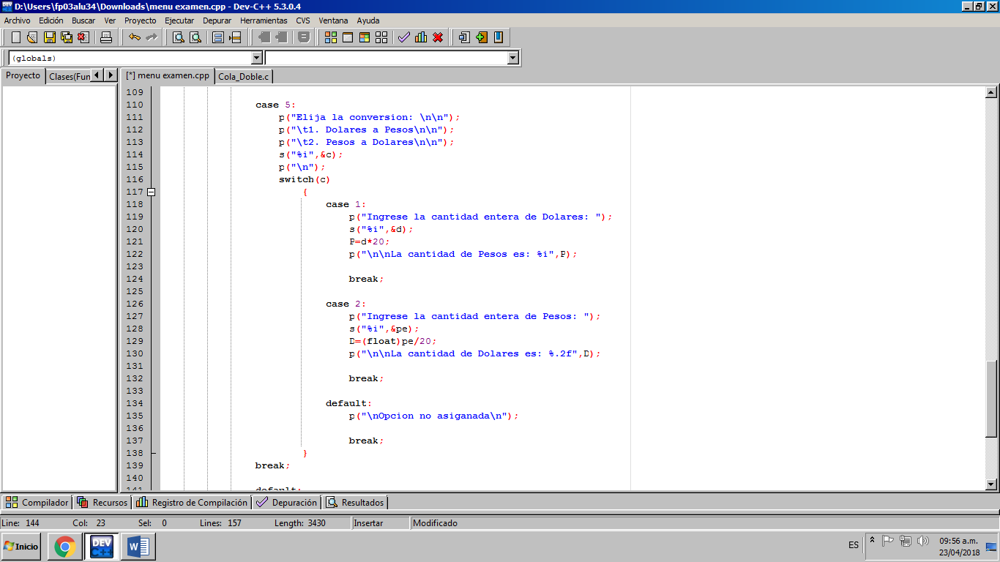 D:\Users\fp03alu34\Downloads\menu examen.cpp - Dev-C++ 5.3.0.4
Archivo Edición Buscar Ver Proyecto Ejecutar Depurar Herramientas CVS Ventana Ayuda
(globals)
Proyecto Clases(Fun [*] menu examen.cpp Cola_Doble.c
109
110 case 5:
111 p("Elija la conversion: \n\n");
112 p("\t1. Dolares a Pesos\n\n");
113 p("\t2. Pesos a Dolares\n\n");
114 s("%i",&c);
115 p("\n");
116 switch(c)
117 {
118 case 1:
119 p("Ingrese la cantidad entera de Dolares: ");
120 s("%i",&d);
121 P=d*20;
122 p("\n\nLa cantidad de Pesos es: %i",P);
123
124 break;
125
126 case 2:
127 p("Ingrese la cantidad entera de Pesos: ");
128 s("%i",&pe);
129 D=(float)pe/20;
130 p("\n\nLa cantidad de Dolares es: %.2f",D);
131
132 break;
133
134 default:
135 p("\nOpcion no asiganada\n");
136
137 break;
138 }
139 break;
140
141 default:
Compilador Recursos Registro de Compilación Depuración Resultados
Line: 144 Col: 23 Sel: 0 Lines: 157 Length: 3430 Insertar Modificado
Inicio DEV C++ W ES 09:56 a.m.
23/04/2018